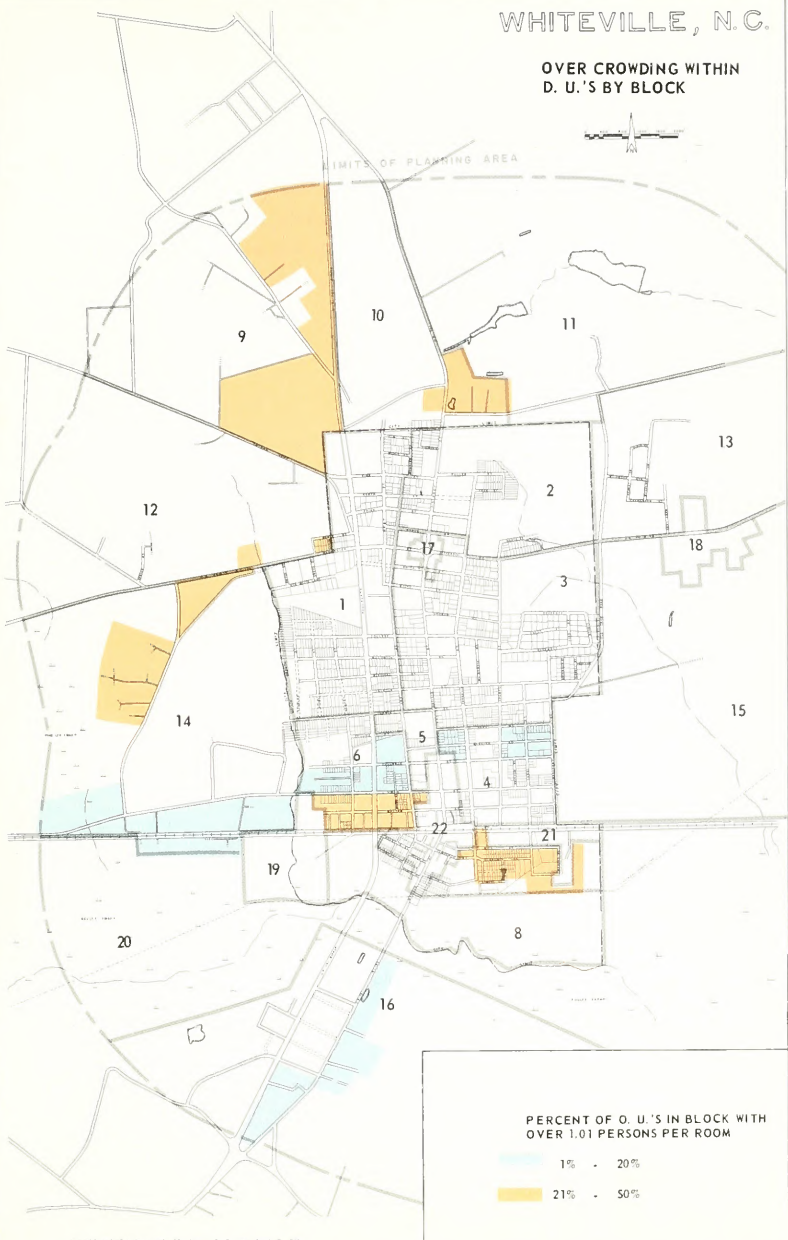 WHITEVILLE, N.C.
OVER CROWDING WITHIN
D. U.'S BY BLOCK
LIMITS OF PLANNING AREA
10
11
9
13
2
12
18
17
3
1
15
14
5
6
4
22
21
19
8
20
16
PERCENT OF O. U.'S IN BLOCK WITH
OVER 1.01 PERSONS PER ROOM
1% - 20%
21% - 50%